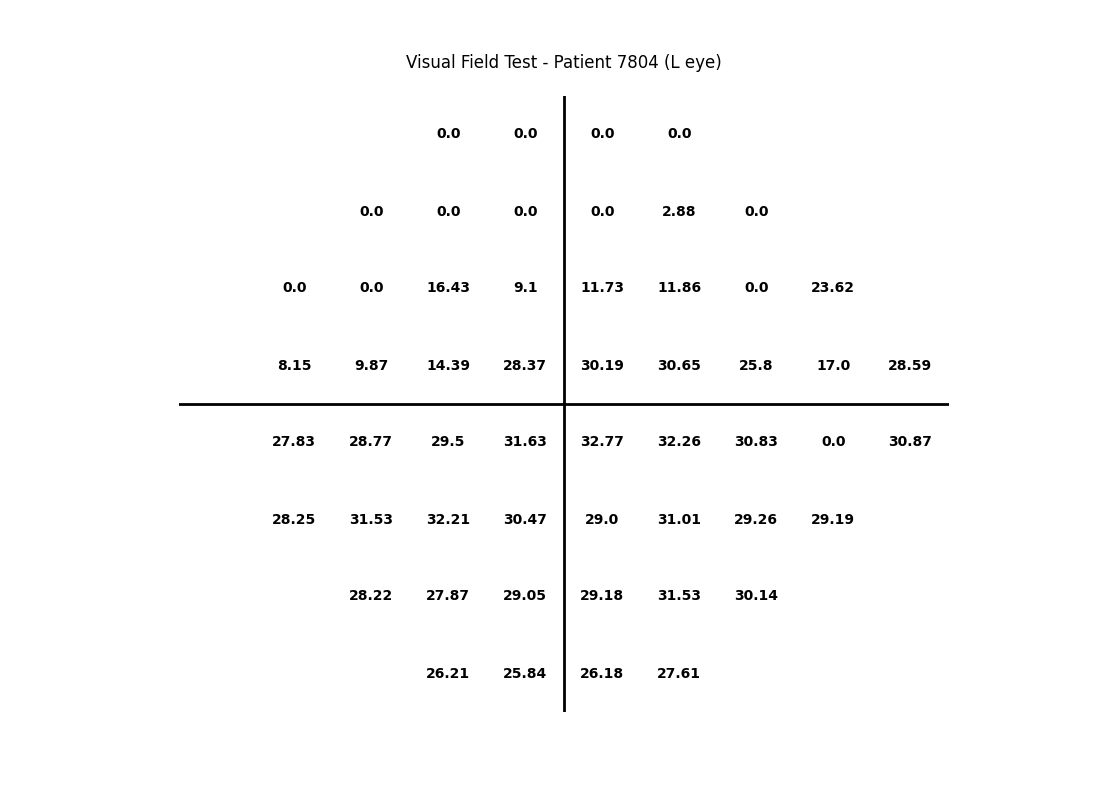 Visual Field Test - Patient 7804 (L eye)
0.0 0.0 0.0 0.0
0.0 0.0 0.0 0.0 2.88 0.0
0.0 0.0 16.43 9.1 11.73 11.86 0.0 23.62
8.15 9.87 14.39 28.37 30.19 30.65 25.8 17.0 28.59
27.83 28.77 29.5 31.63 32.77 32.26 30.83 0.0 30.87
28.25 31.53 32.21 30.47 29.0 31.01 29.26 29.19
28.22 27.87 29.05 29.18 31.53 30.14
26.21 25.84 26.18 27.61